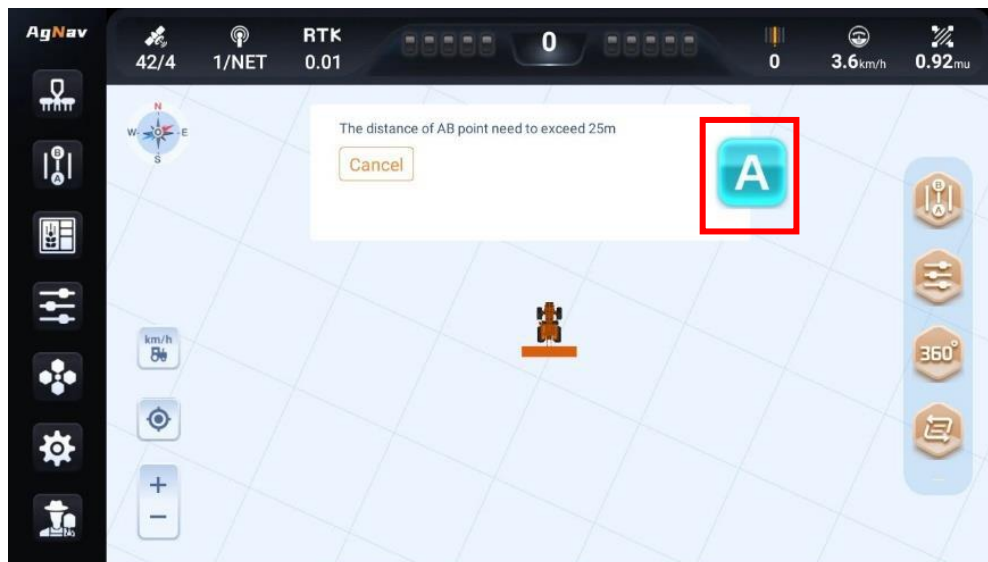 AgNav
42/4
1/NET
RTK
0.01
0
0
3.6km/h
0.92mu
N
W
E
S
The distance of AB point need to exceed 25m
Cancel
A
B
A
B
A
km/h
360°
+
−